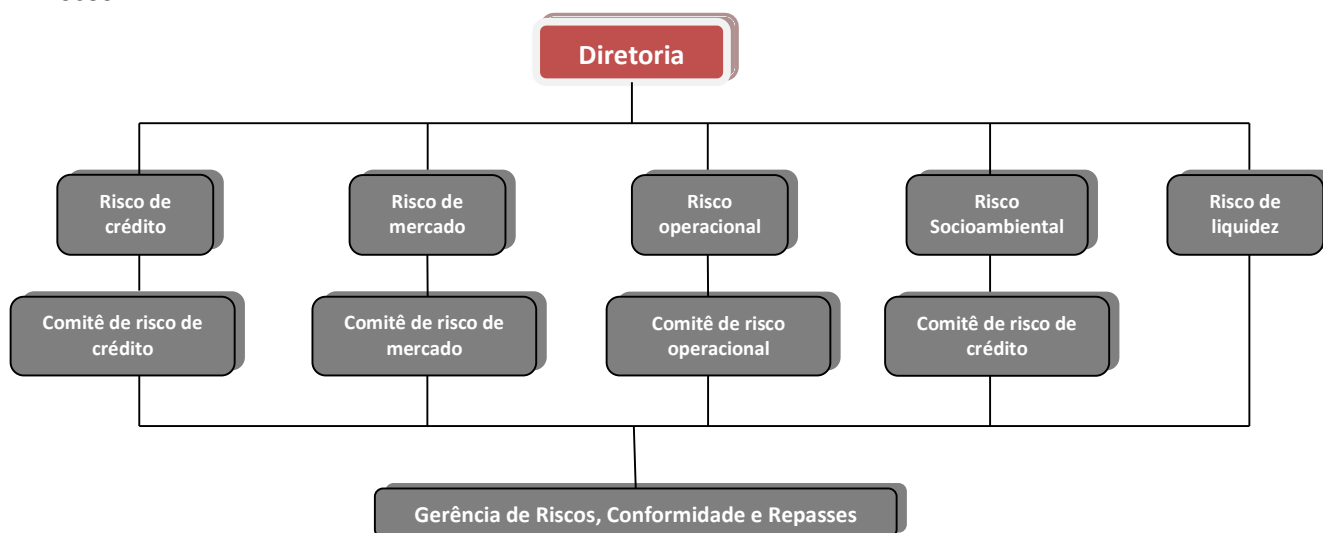 Diretoria
Risco de
crédito
Risco de
mercado
Risco
operacional
Risco
Socioambiental
Risco de
liquidez
Comitê de risco de
crédito
Comitê de risco de
mercado
Comitê de risco
operacional
Comitê de risco de
crédito
Gerência de Riscos, Conformidade e Repasses